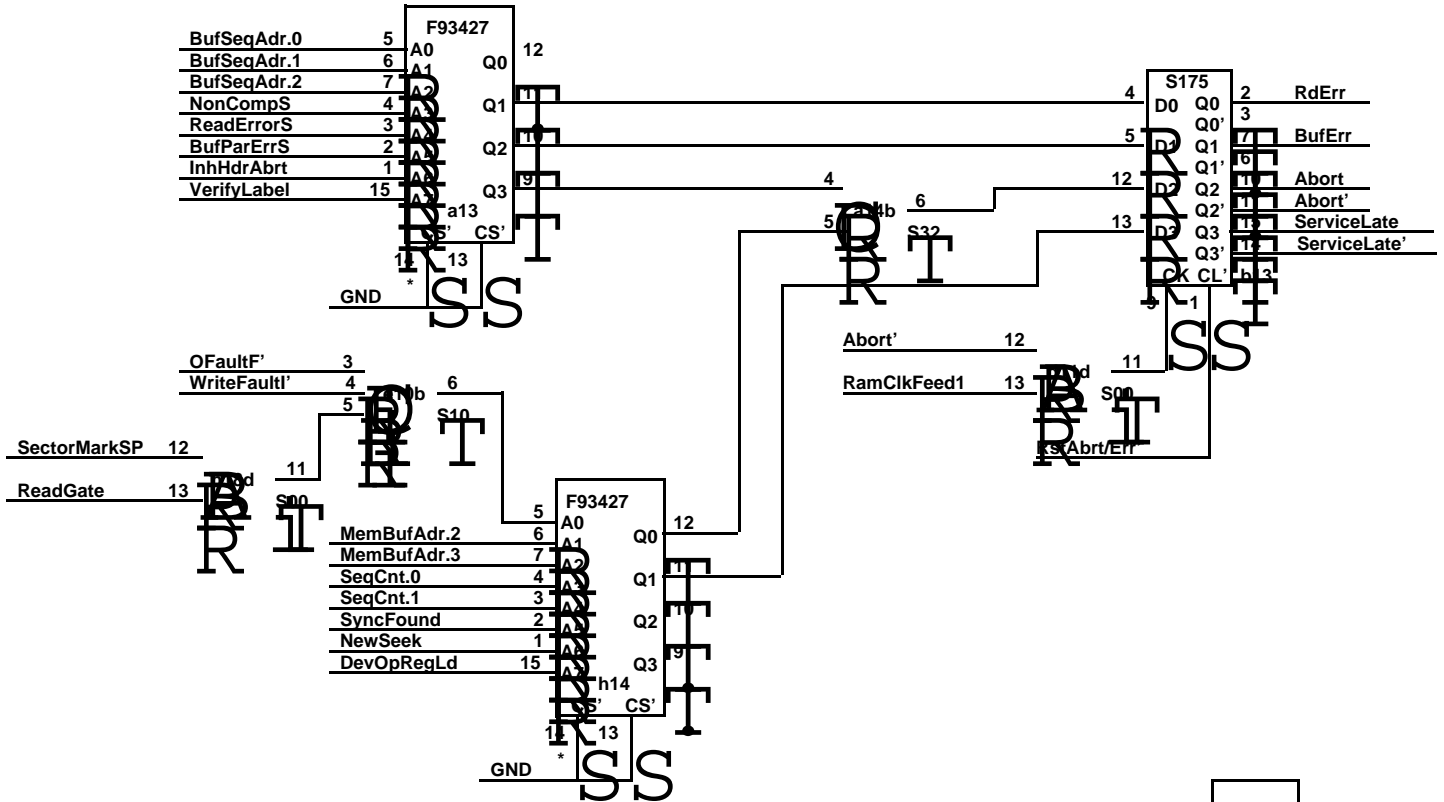 F93427
BufSeqAdr.0 5 A0 Q0 12
BufSeqAdr.1 6 A1
BufSeqAdr.2 7 A2 Q1 11 4 D0
NonCompS 4 A3
ReadErrorS 3 A4 Q2 10 5 D1
BufParErrS 2 A5
InhHdrAbrt 1 A6 Q3 9 4 12 D2
VerifyLabel 15 A7
a13
CS' CS'
14 13
*
GND
S S
S175
Q0 2 RdErr
Q0' 3
Q1 7 BufErr
Q1' 6
Q2 10 Abort
Q2' Abort'
Q3 15 ServiceLate
Q3' 14 ServiceLate'
13 D3
CK CL' b13
9 1
S S
5 6
S32
T
R
Abort' 12
RamClkFeed1 13
11
S00
T
RstAbrt/Err'
OFaultF' 3
WriteFaultI' 4
5
6
S10
T
SectorMarkSP 12
ReadGate 13
11
S00
T
R
F93427
5 A0 Q0 12
MemBufAdr.2 6 A1
MemBufAdr.3 7 A2 Q1 11
SeqCnt.0 4 A3
SeqCnt.1 3 A4 Q2 10
SyncFound 2 A5
NewSeek 1 A6 Q3 9
DevOpRegLd 15 A7
h14
CS' CS'
14 13
*
GND
S S